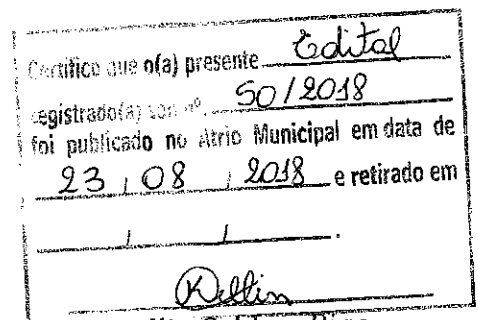 Certifico que o(a) presente Edital
registrado(a) sob nº. 50/2018
foi publicado no Átrio Municipal em data de
23 / 08 / 2018 e retirado em
/ / .